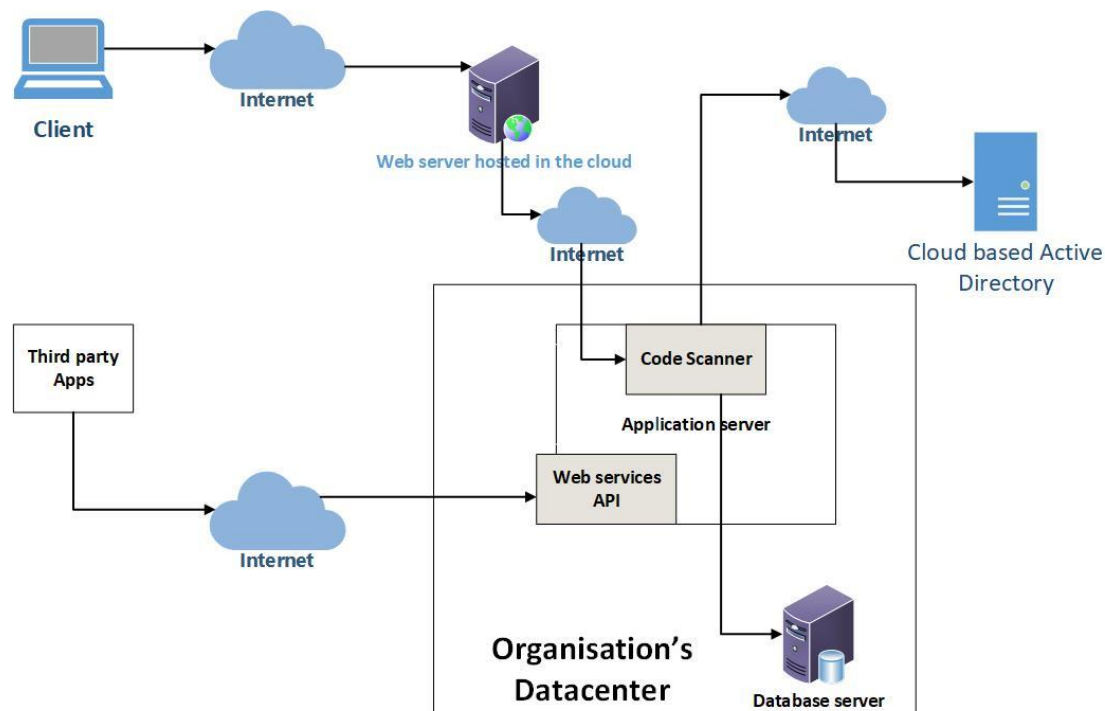 Client
Internet
Web server hosted in the cloud
Internet
Internet
Cloud based Active
Directory
Third party
Apps
Code Scanner
Application server
Web services
API
Internet
Organisation's
Datacenter
Database server